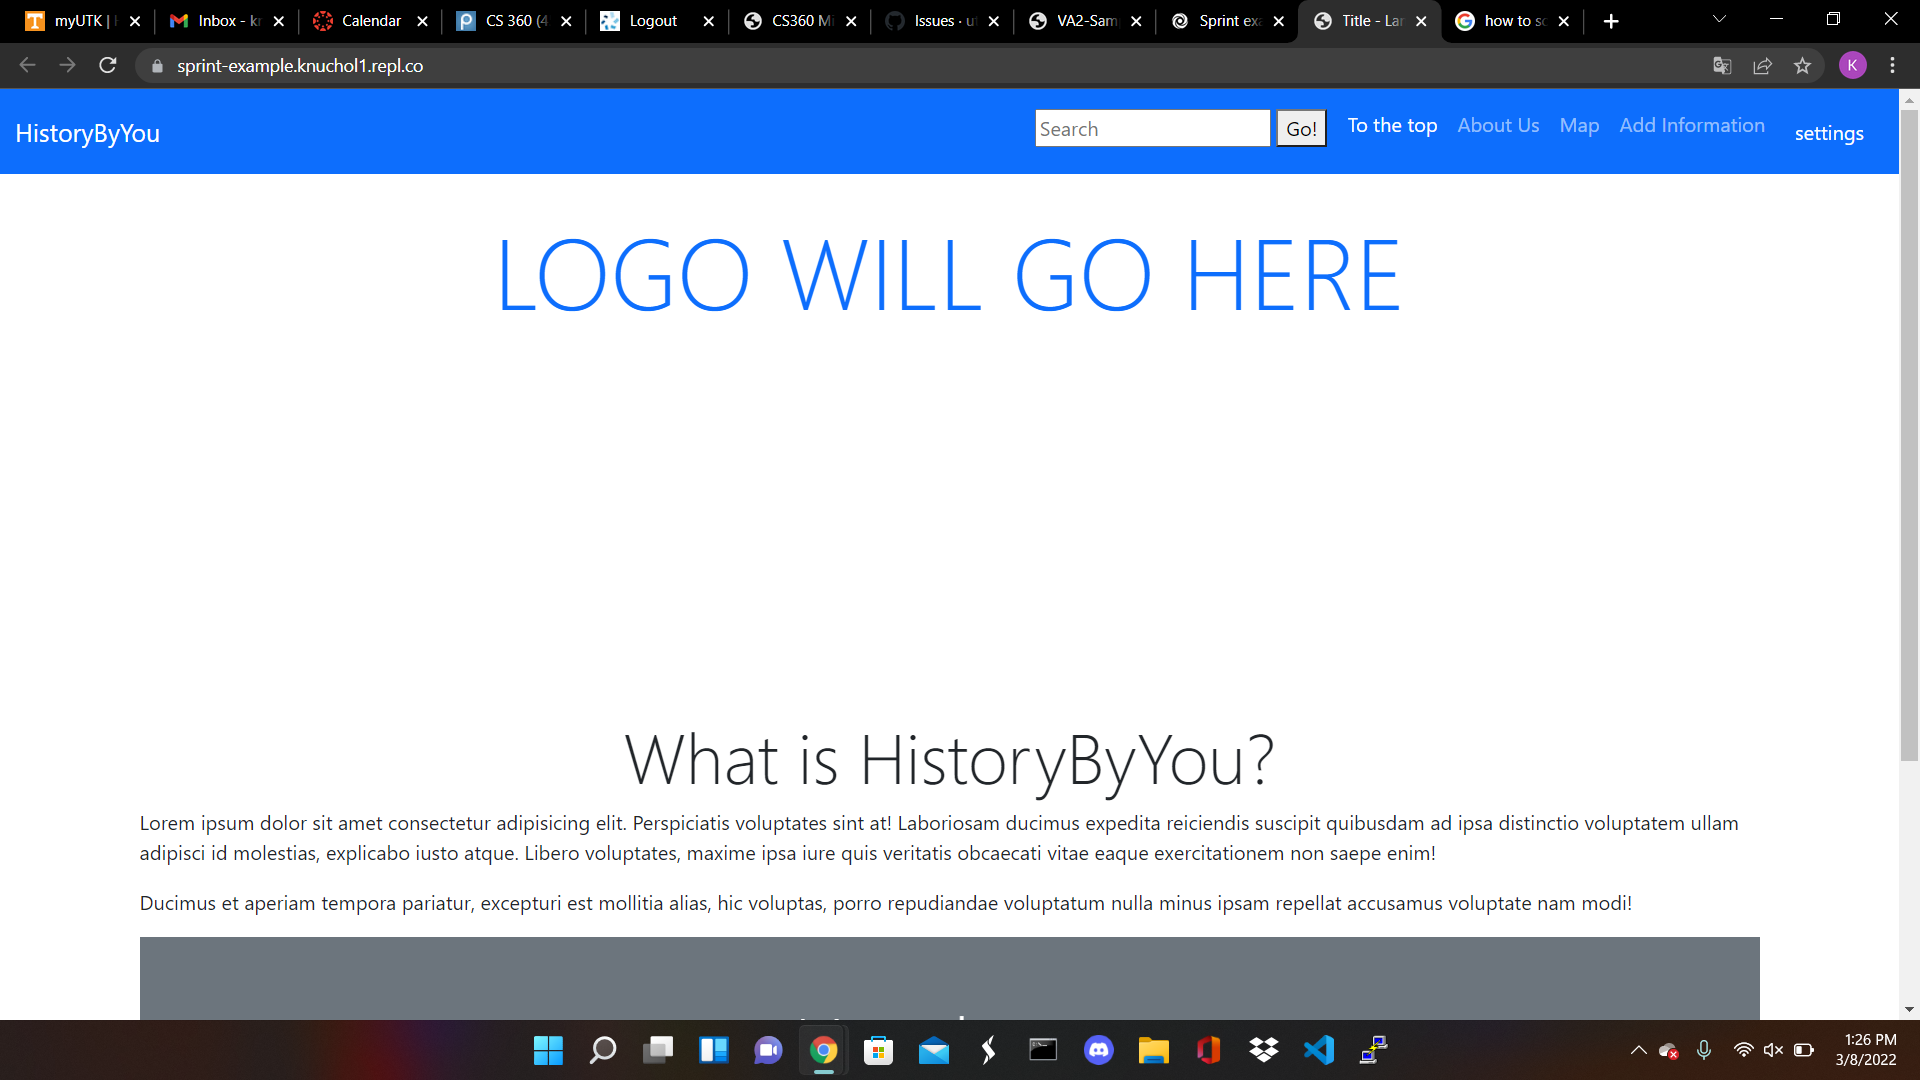 myUTK |
Inbox - kr
Calendar
CS 360 (4
Logout
CS360 Mi
Issues · ut
VA2-Sam
Sprint exa
Title - Lan
how to sc
sprint-example.knuchol1.repl.co
K
HistoryByYou
Search
Go!
To the top
About Us
Map
Add Information
settings
LOGO WILL GO HERE
What is HistoryByYou?
Lorem ipsum dolor sit amet consectetur adipisicing elit. Perspiciatis voluptates sint at! Laboriosam ducimus expedita reiciendis suscipit quibusdam ad ipsa distinctio voluptatem ullam
adipisci id molestias, explicabo iusto atque. Libero voluptates, maxime ipsa iure quis veritatis obcaecati vitae eaque exercitationem non saepe enim!
Ducimus et aperiam tempora pariatur, excepturi est mollitia alias, hic voluptas, porro repudiandae voluptatum nulla minus ipsam repellat accusamus voluptate nam modi!
1:26 PM
3/8/2022